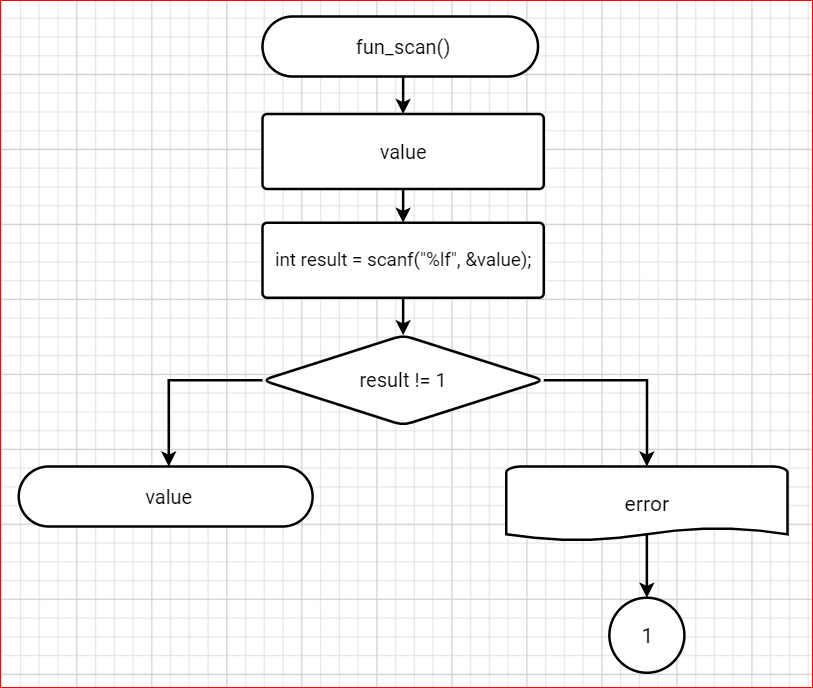 fun_scan()
value
int result = scanf("%lf", &value);
result != 1
value
error
1